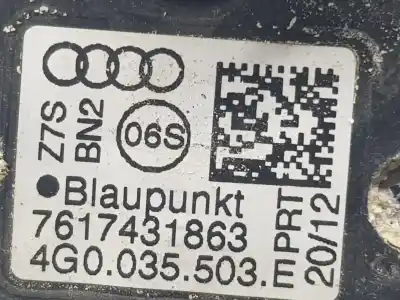 Z7S
BN2
06S
PRT
20/12
Blaupunkt
7617431863
4G0.035.503.E